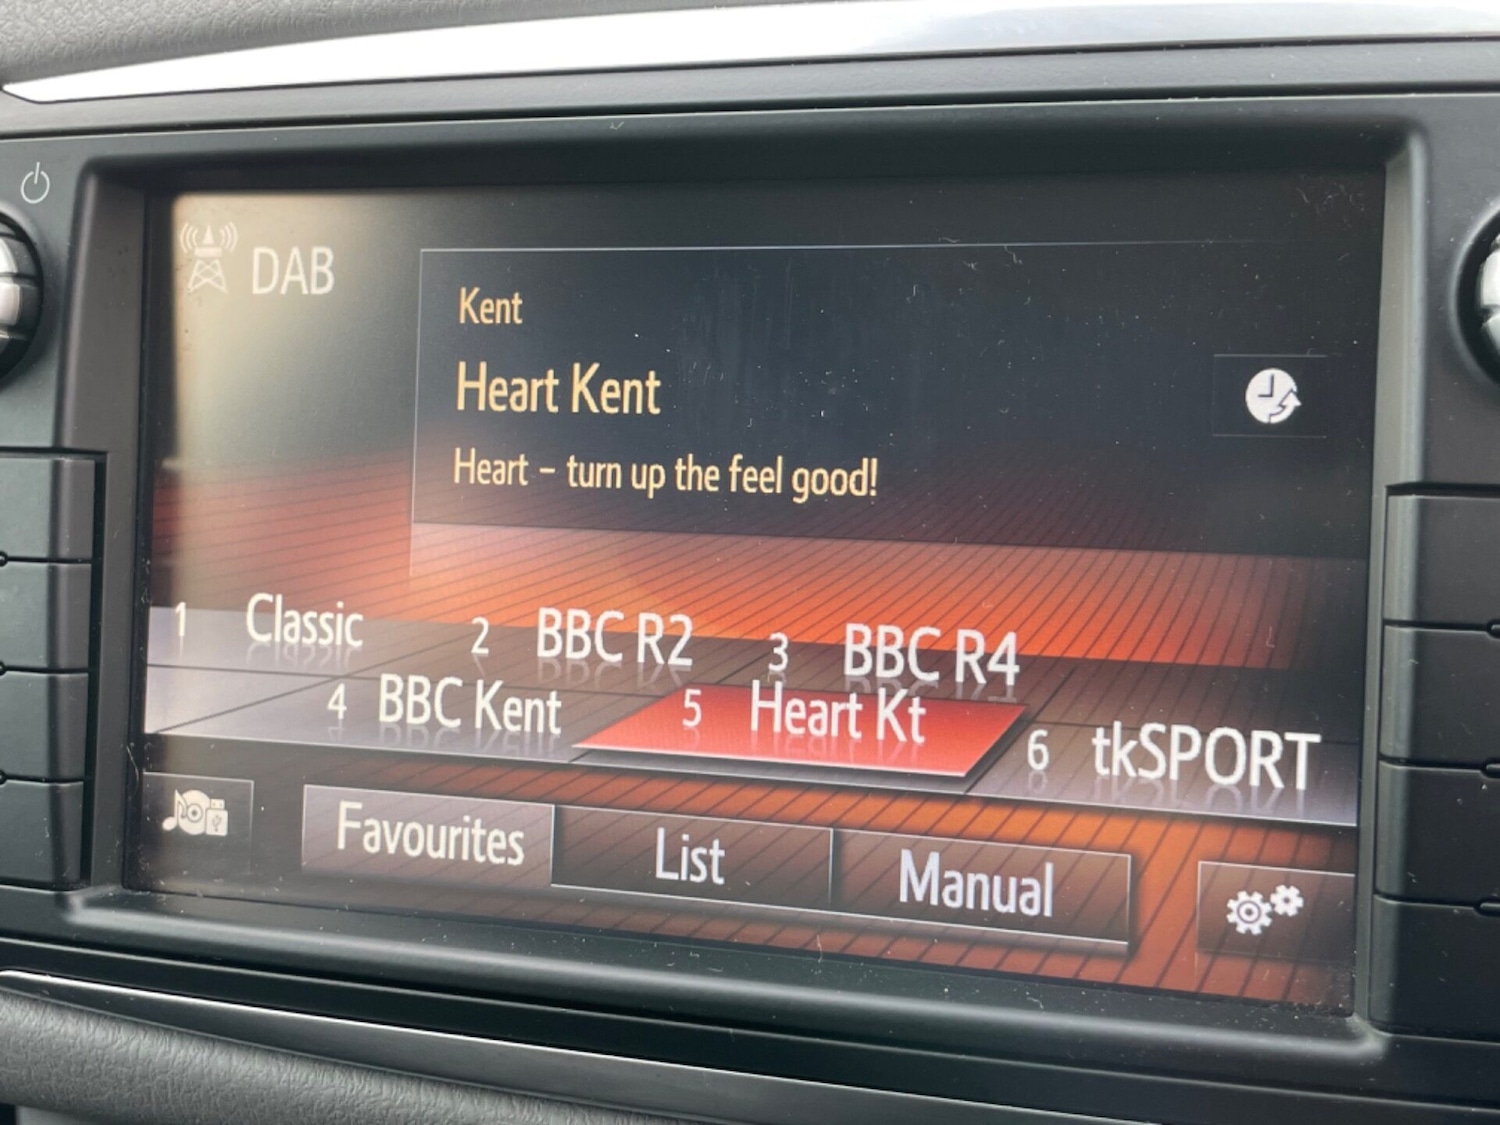 DAB
Kent
Heart Kent
Heart – turn up the feel good!
1 Classic 2 BBC R2 3 BBC R4
4 BBC Kent 5 Heart Kt 6 tkSPORT
Favourites List Manual